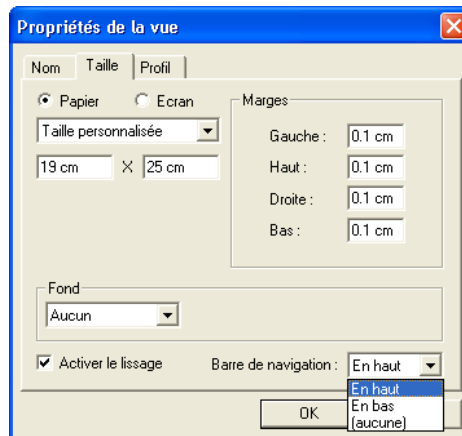 Propriétés de la vue
Nom Taille Profil
Papier Ecran
Taille personnalisée
19 cm X 25 cm
Marges
Gauche : 0.1 cm
Haut : 0.1 cm
Droite : 0.1 cm
Bas : 0.1 cm
Fond
Aucun
Activer le lissage Barre de navigation : En haut
En haut
En bas
(aucune)
OK